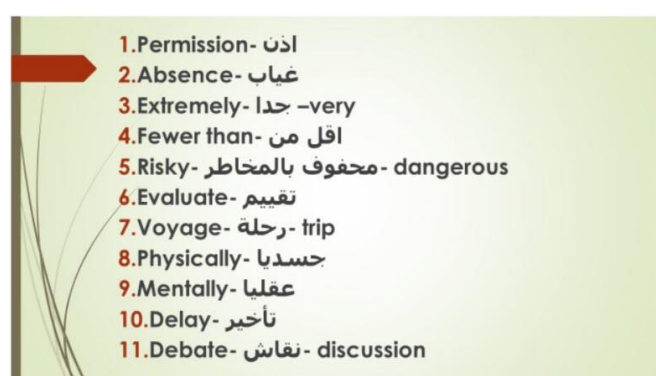 1.Permission- اذن
2.Absence- غياب
3.Extremely- جدا –very
4.Fewer than- اقل من
5.Risky- محفوف بالمخاطر- dangerous
6.Evaluate- تقييم
7.Voyage- رحلة- trip
8.Physically- جسديا
9.Mentally- عقليا
10.Delay- تأخير
11.Debate- نقاش- discussion